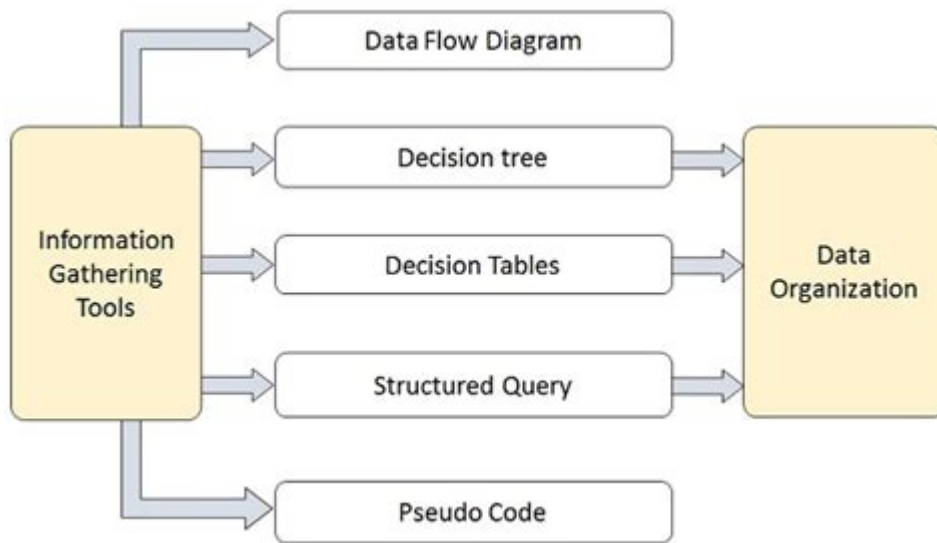 Data Flow Diagram
Decision tree
Information
Gathering
Tools
Decision Tables
Data
Organization
Structured Query
Pseudo Code